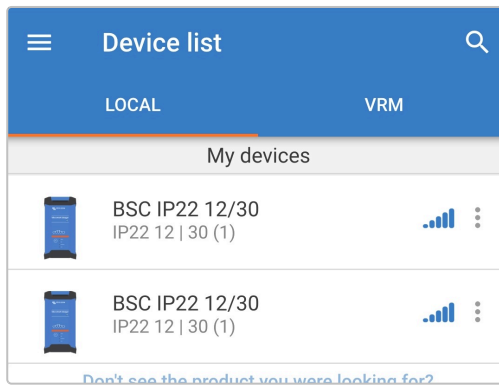 Device list
LOCAL VRM
My devices
BSC IP22 12/30
IP22 12 | 30 (1)
BSC IP22 12/30
IP22 12 | 30 (1)
Don't see the product you were looking for?